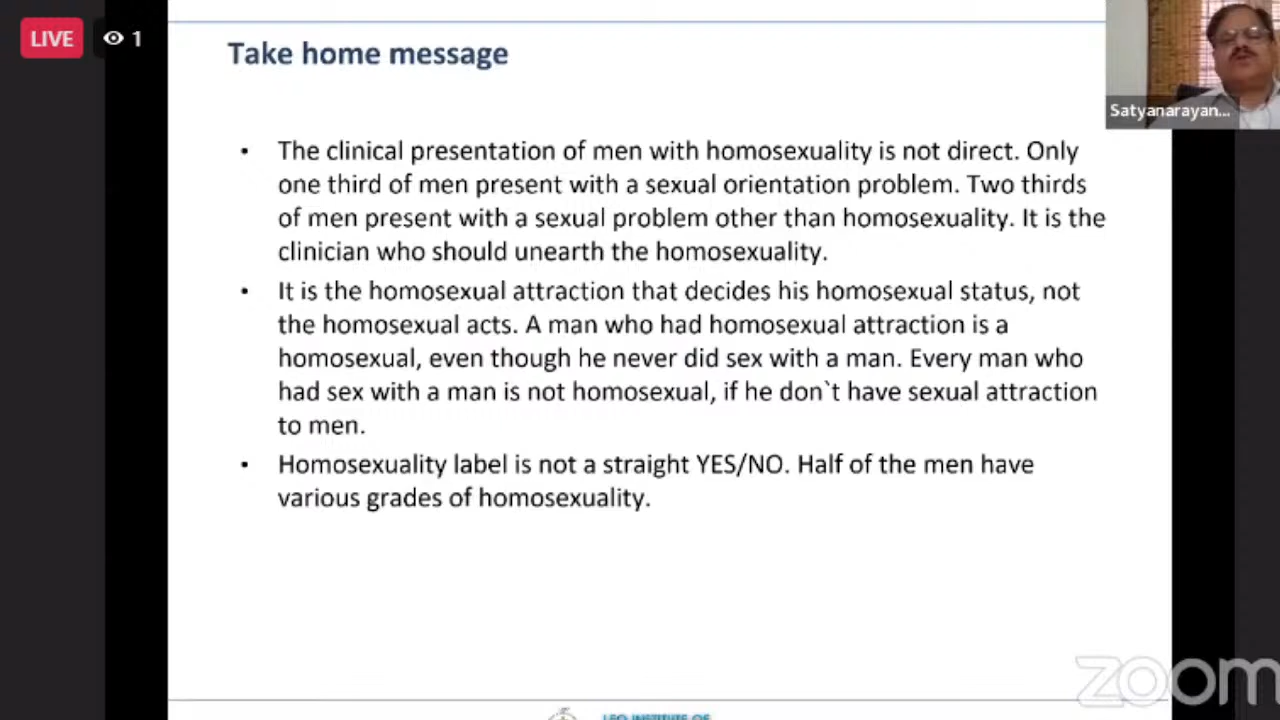 LIVE
1
Take home message
Satyanarayan...
• The clinical presentation of men with homosexuality is not direct. Only
one third of men present with a sexual orientation problem. Two thirds
of men present with a sexual problem other than homosexuality. It is the
clinician who should unearth the homosexuality.
• It is the homosexual attraction that decides his homosexual status, not
the homosexual acts. A man who had homosexual attraction is a
homosexual, even though he never did sex with a man. Every man who
had sex with a man is not homosexual, if he don`t have sexual attraction
to men.
• Homosexuality label is not a straight YES/NO. Half of the men have
various grades of homosexuality.
zoom
INSTITUTE OF